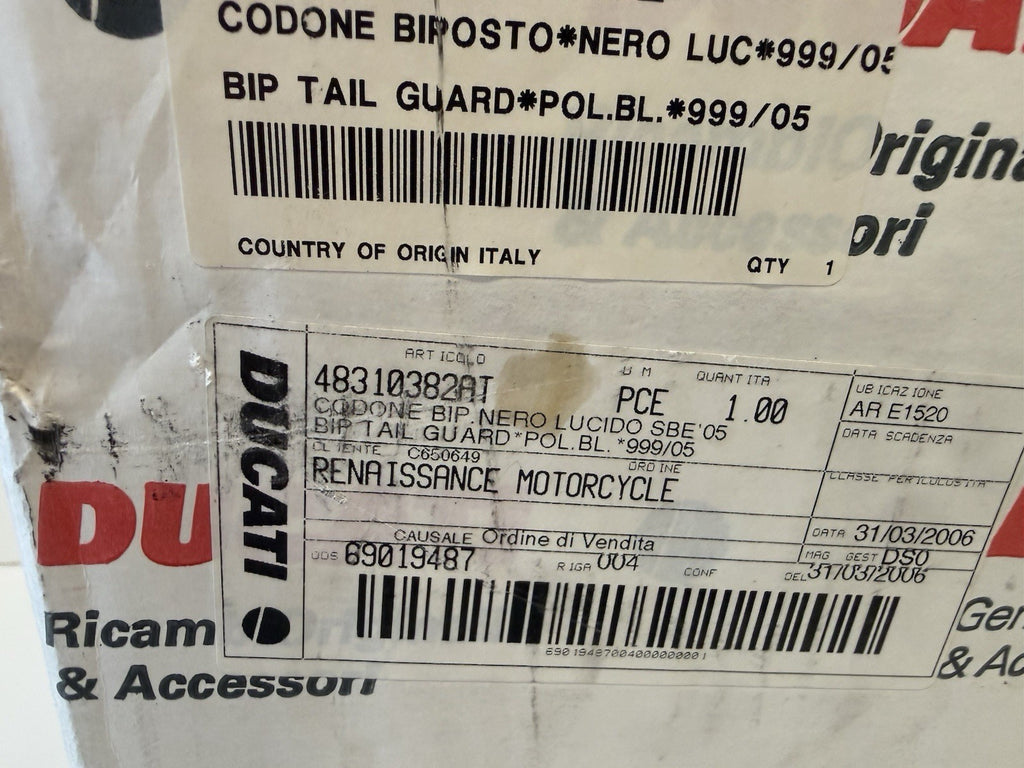 CODONE BIPOSTO*NERO LUC*999/05
BIP TAIL GUARD*POL.BL.*999/05
COUNTRY OF ORIGIN ITALY
QTY 1
Origina
ori
DUCATI
ARTICOLO
48310382AT
U M
PCE
QUANTITA
1.00
UBICAZIONE
AR E1520
CODONE BIP.NERO LUCIDO SBE'05
BIP TAIL GUARD*POL.BL. *999/05
DATA SCADENZA
CLIENTE C650649
ORDINE
RENAISSANCE MOTORCYCLE
CLASSE PERICOLOSITA
CAUSALE Ordine di Vendita
DATA 31/03/2006
ODS 69019487
RIGA 004
CONF
MAG GEST DS0
DEL 31/03/2006
6901948700400000001
DU
Ricam
& Accessori
Gen
& Ac